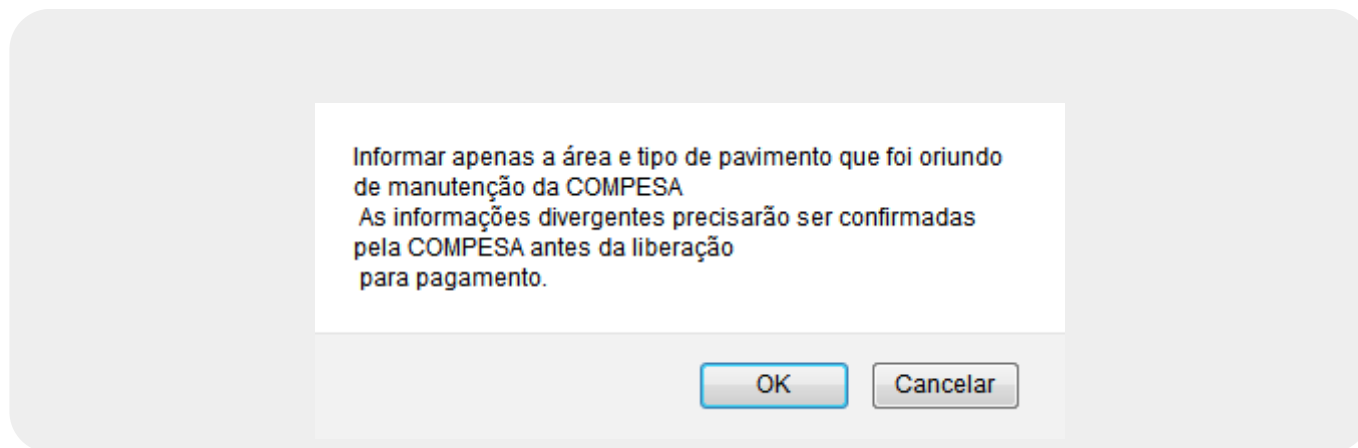 Informar apenas a área e tipo de pavimento que foi oriundo
de manutenção da COMPESA
As informações divergentes precisarão ser confirmadas
pela COMPESA antes da liberação
para pagamento.
OK
Cancelar